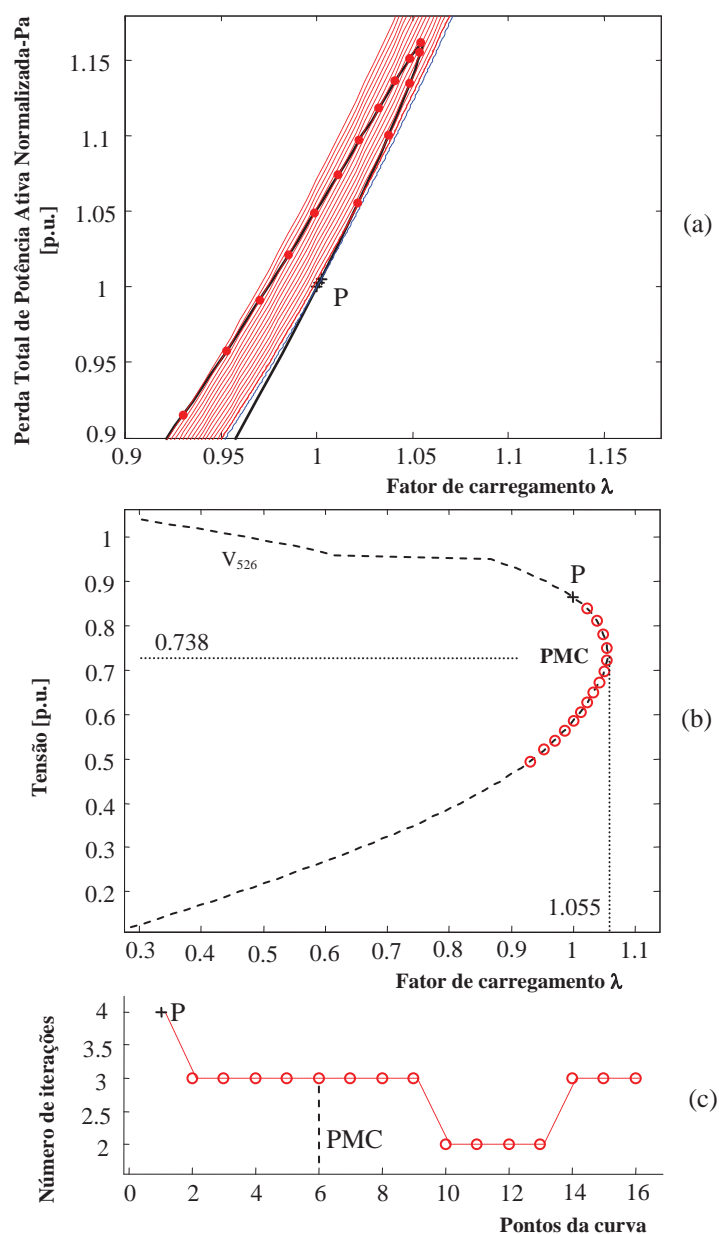 Perda Total de Potência Ativa Normalizada-Pa
[p.u.]
1.15
1.1
1.05
1
0.95
0.9
P
(a)
0.9 0.95 1 1.05 1.1 1.15
Fator de carregamento λ
Tensão [p.u.]
1
0.9
0.8
0.7
0.6
0.5
0.4
0.3
0.2
V526
P
0.738
PMC
(b)
1.055
0.3 0.4 0.5 0.6 0.7 0.8 0.9 1 1.1
Fator de carregamento λ
Número de iterações
4
3.5
3
2.5
2
P
PMC
(c)
0 2 4 6 8 10 12 14 16
Pontos da curva